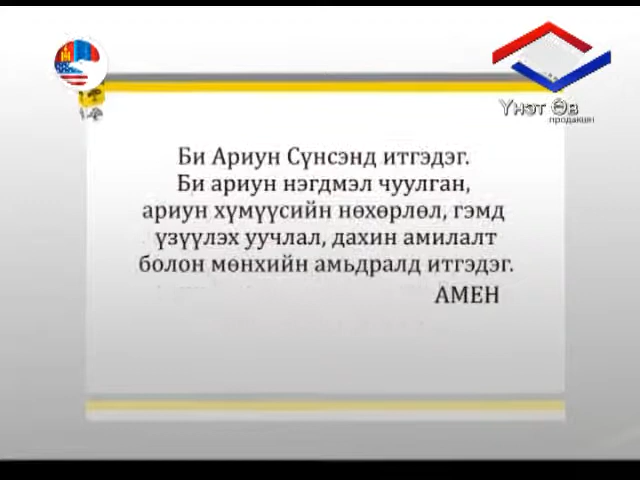 Үнэт Өв
продакшн
Би Ариун Сүнсэнд итгэдэг.
Би ариун нэгдмэл чуулган,
ариун хүмүүсийн нөхөрлөл, гэмд
үзүүлэх уучлал, дахин амилалт
болон мөнхийн амьдралд итгэдэг.
АМЕН